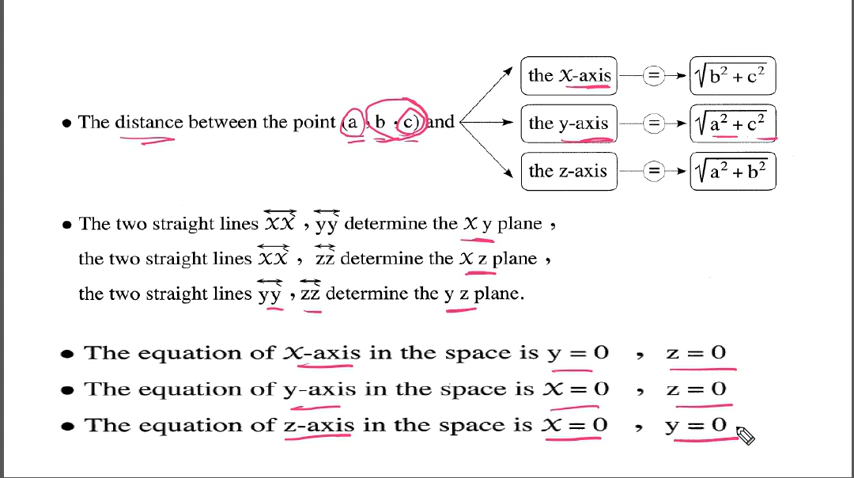 the X-axis = √b² + c²
• The distance between the point (a , b , c) and the y-axis = √a² + c²
the z-axis = √a² + b²
• The two straight lines XX , yy determine the X y plane ,
the two straight lines XX , zz determine the X z plane ,
the two straight lines yy , zz determine the y z plane.
• The equation of X-axis in the space is y = 0 , z = 0
• The equation of y-axis in the space is X = 0 , z = 0
• The equation of z-axis in the space is X = 0 , y = 0